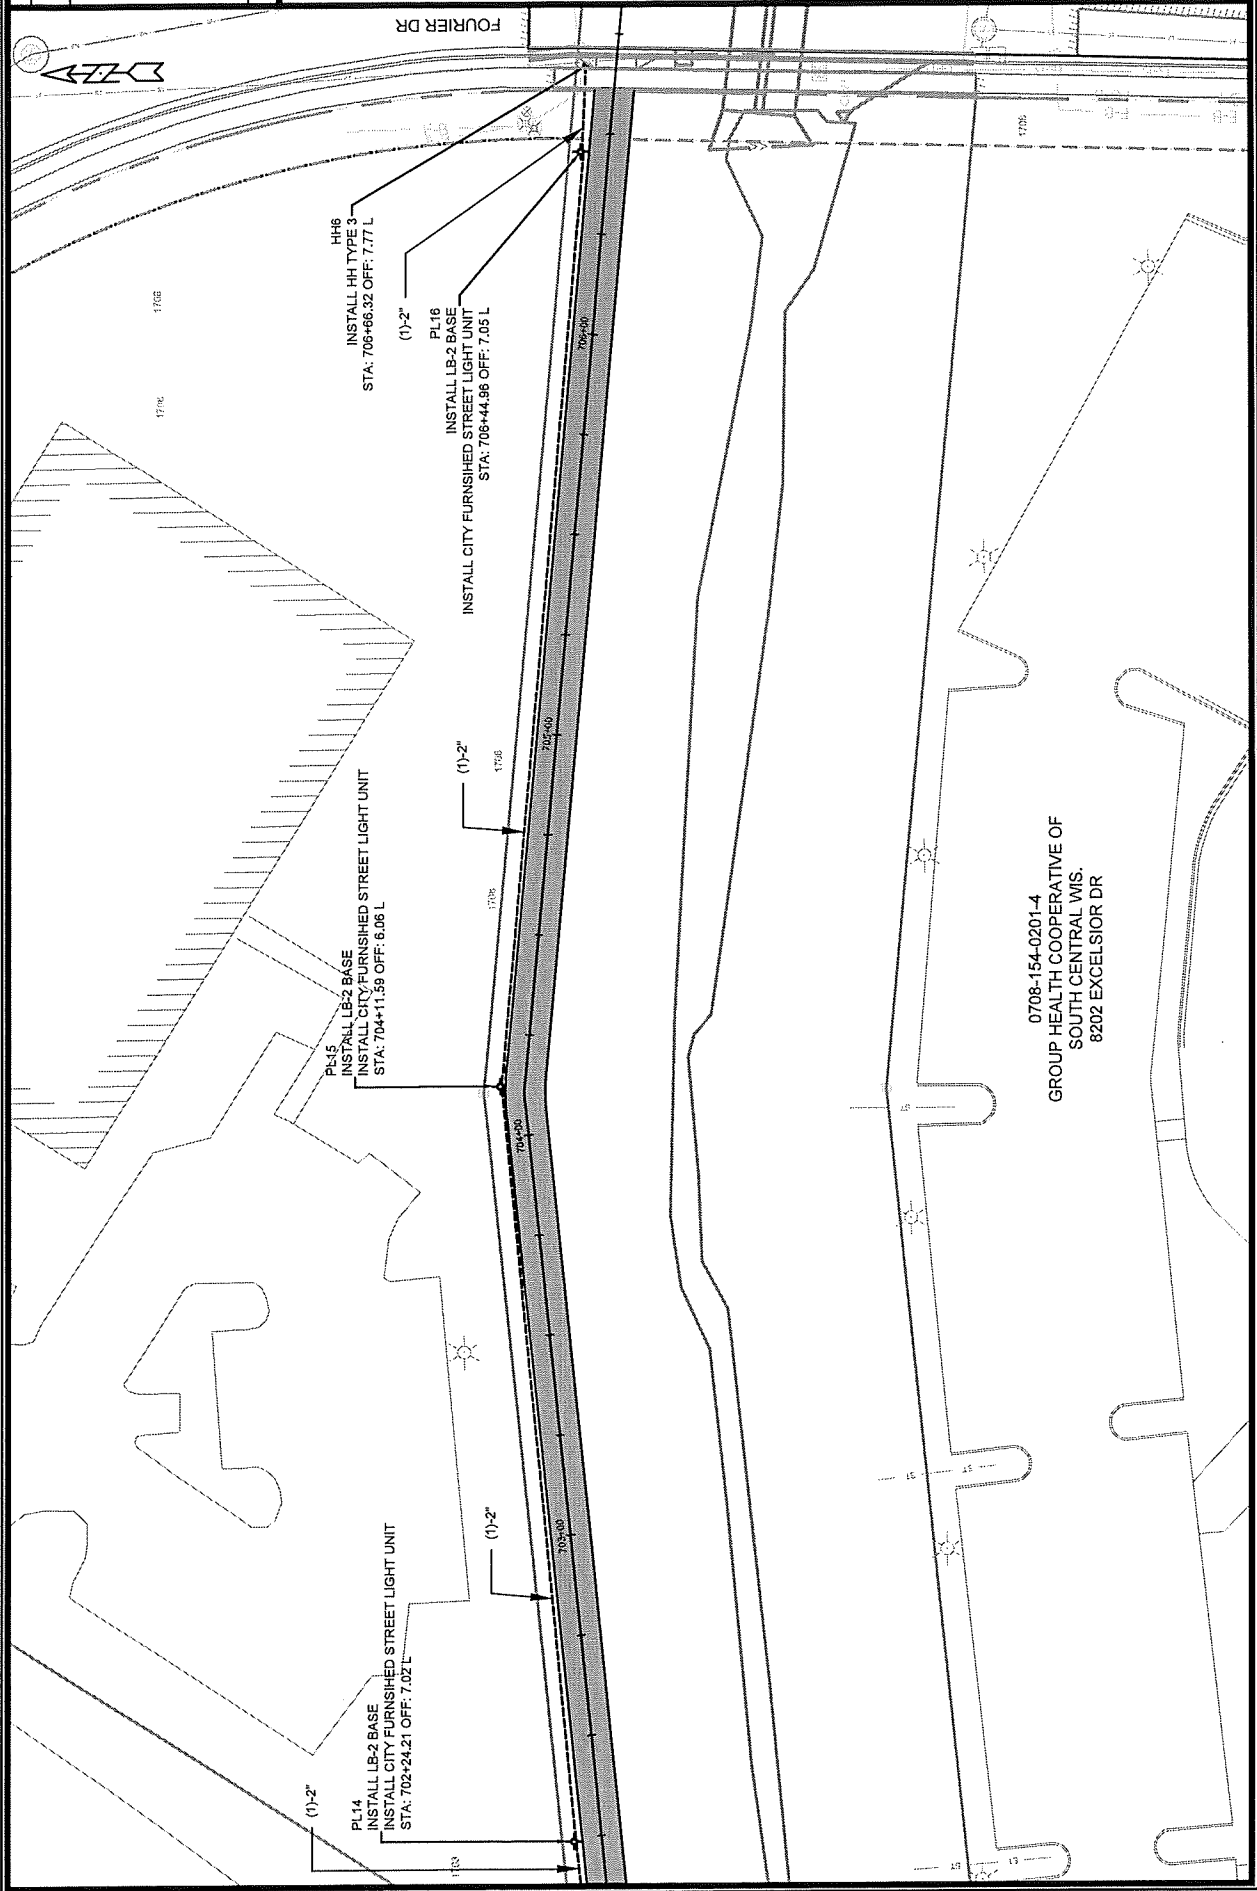 FOURIER DR
HH6
INSTALL HH TYPE 3
STA: 706+66.32 OFF: 7.77 L
(1)-2"
PL16
INSTALL LB-2 BASE
INSTALL CITY FURNSIHED STREET LIGHT UNIT
STA: 706+44.96 OFF: 7.05 L
706+00
1706
1706
1706
(1)-2"
1706
705+00
1706
PL15
INSTALL LB-2 BASE
INSTALL CITY FURNSIHED STREET LIGHT UNIT
STA: 704+11.59 OFF: 6.06 L
704+00
(1)-2"
703+00
PL14
INSTALL LB-2 BASE
INSTALL CITY FURNSIHED STREET LIGHT UNIT
STA: 702+24.21 OFF: 7.02 L
(1)-2"
0708-154-0201-4
GROUP HEALTH COOPERATIVE OF
SOUTH CENTRAL WIS.
8202 EXCELSIOR DR